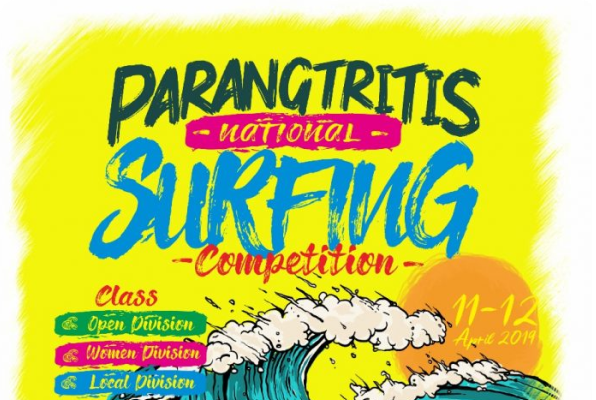 PARANGTRITIS
- NATIONAL -
SURFING
- Competition -
Class
Open Division
Women Division
Local Division
11-12
April 2019